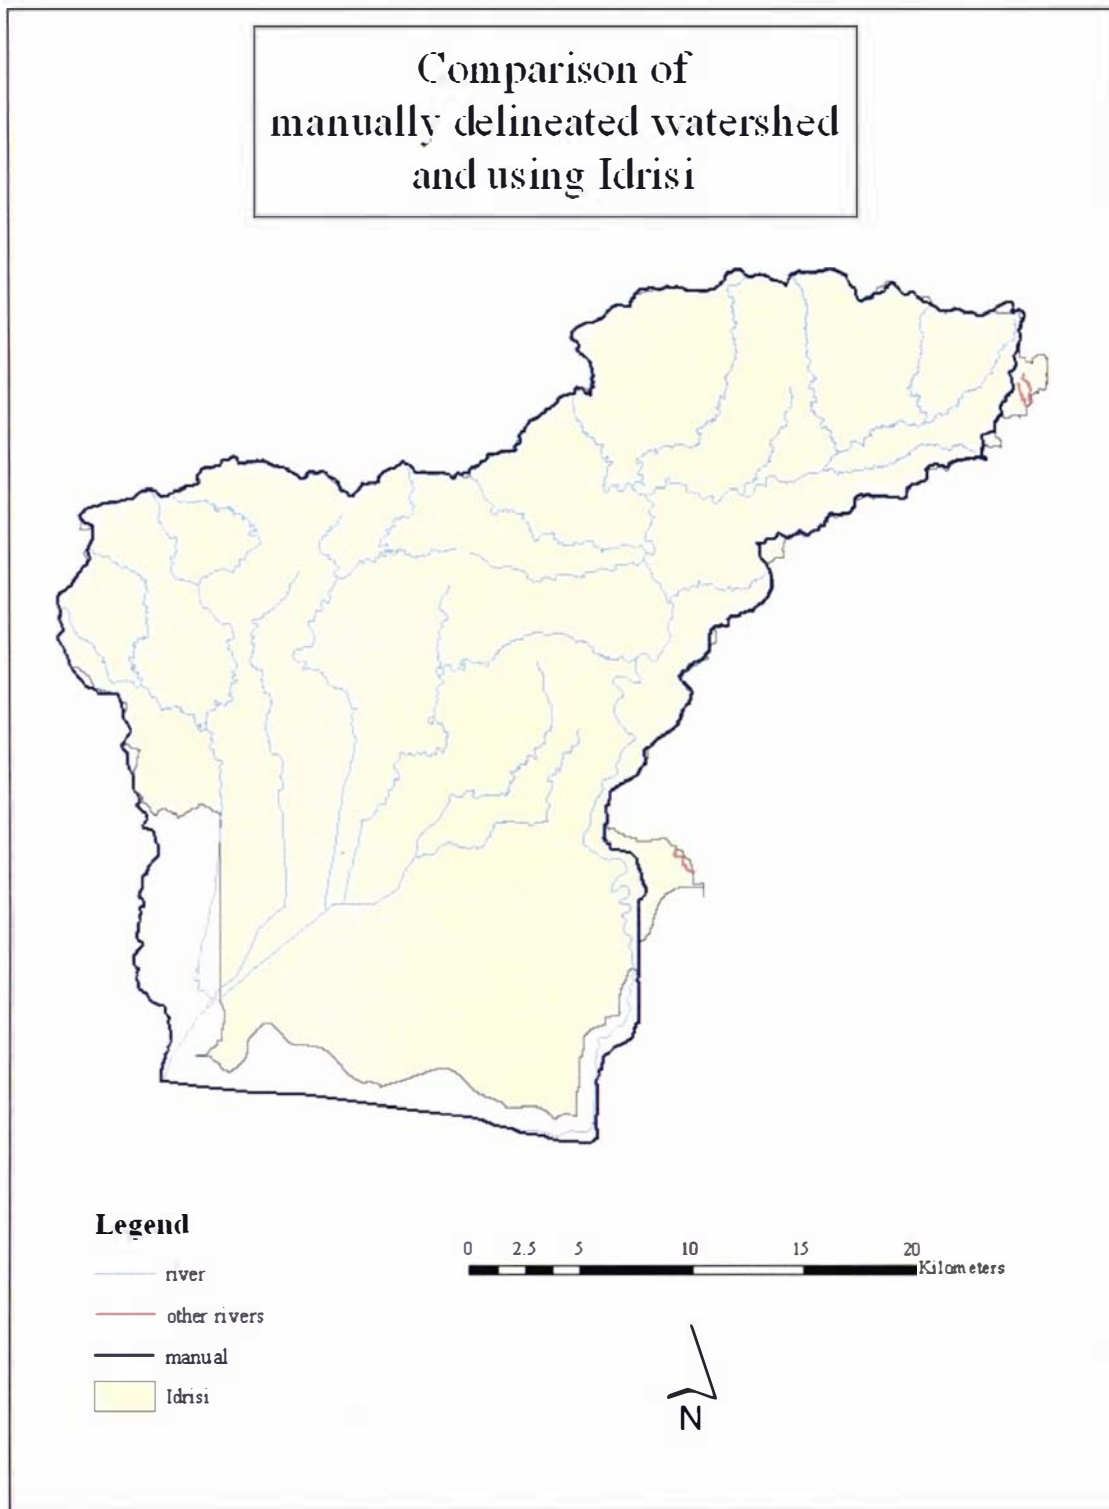 Comparison of
manually delineated watershed
and using Idrisi
Legend
river
other rivers
manual
Idrisi
0 2.5 5 10 15 20
Kilometers
N